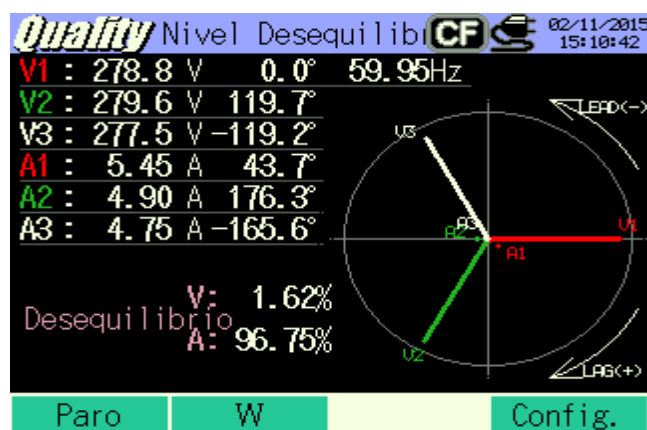 Quality Nivel Desequilibr CF 02/11/2015
15:10:42
V1 : 278.8 V 0.0° 59.95Hz
V2 : 279.6 V 119.7°
V3 : 277.5 V -119.2°
A1 : 5.45 A 43.7°
A2 : 4.90 A 176.3°
A3 : 4.75 A -165.6°
LEAD(-)
V3
A3
A2
V1
A1
V2
LAG(+)
Desequilibrio
V: 1.62%
A: 96.75%
Paro W Config.